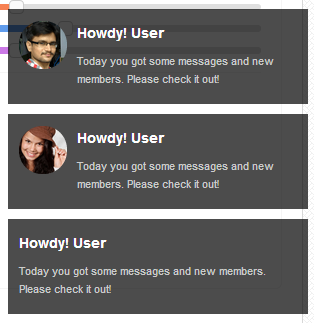 Howdy! User
Today you got some messages and new
members. Please check it out!
Howdy! User
Today you got some messages and new
members. Please check it out!
Howdy! User
Today you got some messages and new members.
Please check it out!